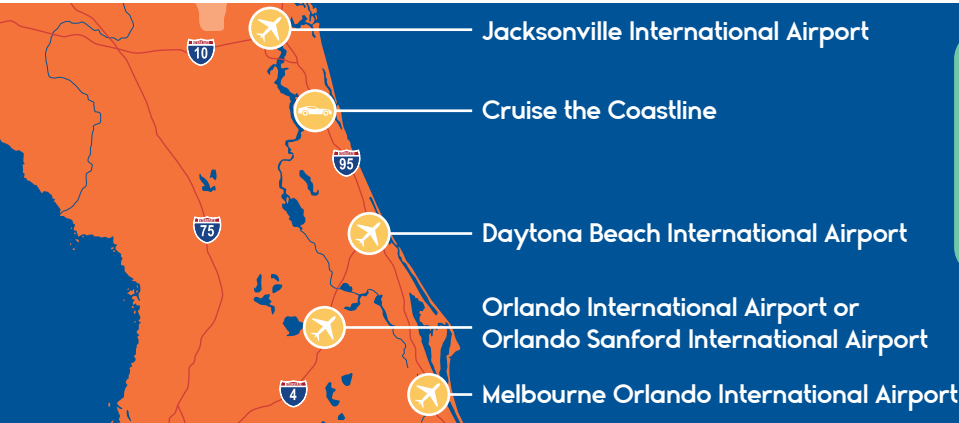 Jacksonville International Airport
10
Cruise the Coastline
95
Daytona Beach International Airport
75
Orlando International Airport or
Orlando Sanford International Airport
4
Melbourne Orlando International Airport